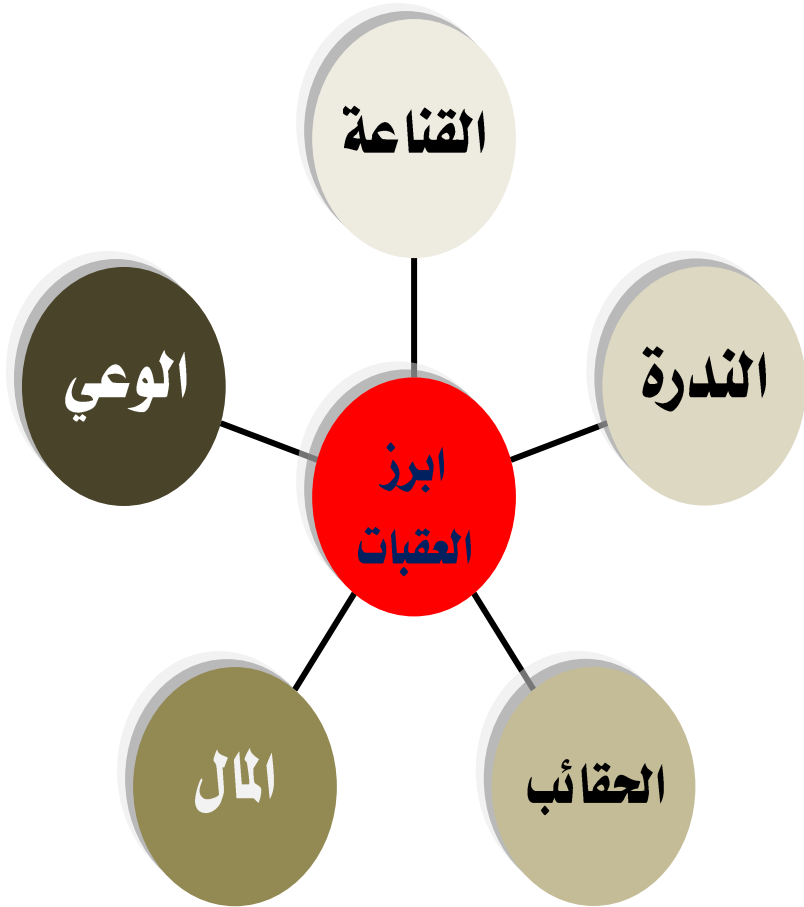 القناعة
الندرة
الوعي
ابرز
العقبات
الحقائب
المال